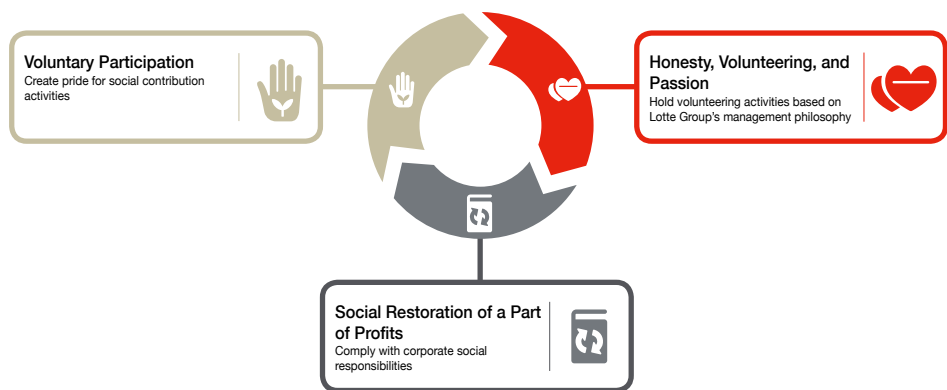 Voluntary Participation
Create pride for social contribution
activities
Honesty, Volunteering, and
Passion
Hold volunteering activities based on
Lotte Group's management philosophy
Social Restoration of a Part
of Profits
Comply with corporate social
responsibilities